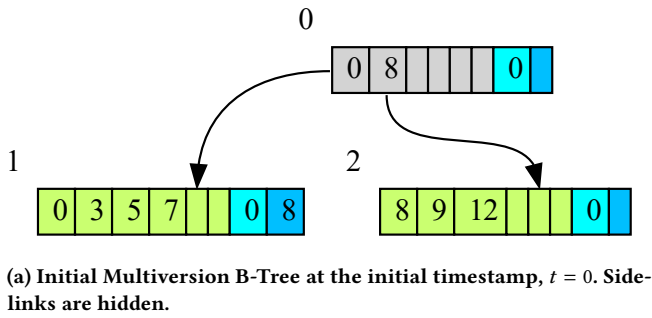 0
0 8 0
1 2
0 3 5 7 0 8
8 9 12 0
(a) Initial Multiversion B-Tree at the initial timestamp, t = 0. Side-
links are hidden.